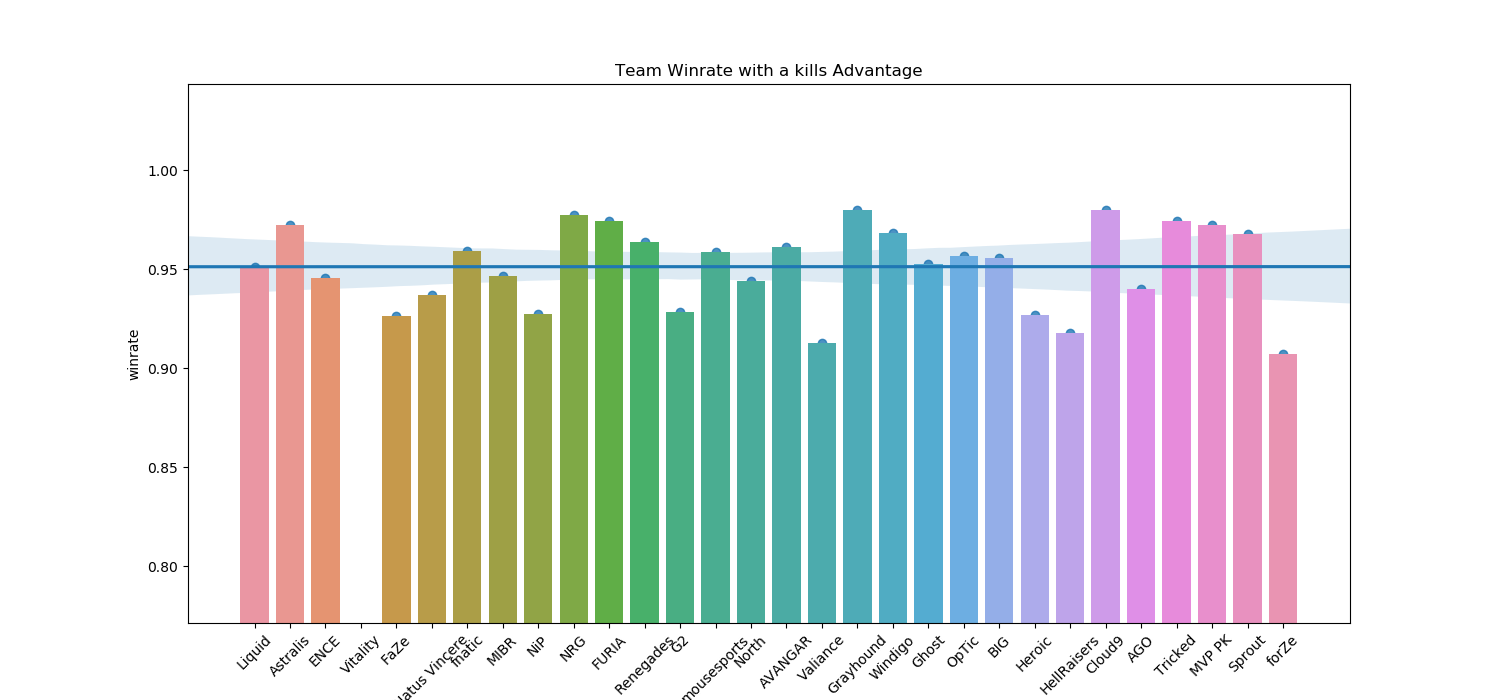 Team Winrate with a kills Advantage
winrate
1.00
0.95
0.90
0.85
0.80
Liquid
Astralis
ENCE
Vitality
FaZe
Vincere
fnatic
MIBR
NiP
NRG
FURIA
Renegades
G2
mousesports
North
AVANGAR
Valiance
Grayhound
Windigo
Ghost
OpTic
BIG
Heroic
HellRaisers
Cloud9
AGO
Tricked
MVP PK
Sprout
forZe